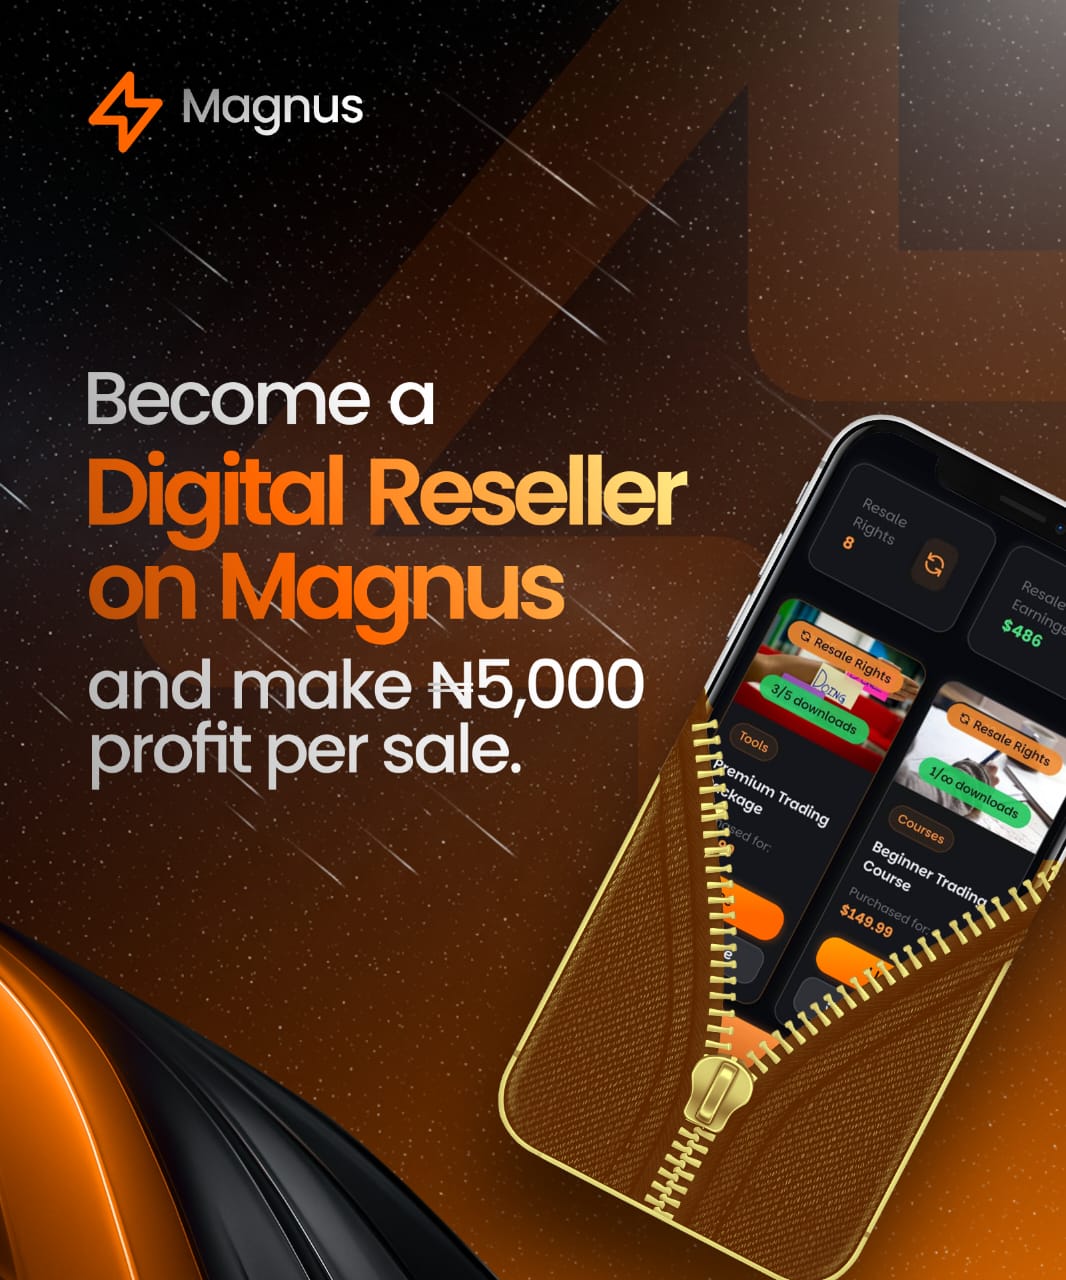 Magnus
Become a
Digital Reseller
on Magnus
and make ₦5,000
profit per sale.
Resale
Rights
8
Resale
Earnings
$486
Resale Rights
DOING
3/5 downloads
Tools
Premium Trading
Resale Rights
1/∞ downloads
Courses
Beginner Trading
Course
Purchased for:
$149.99